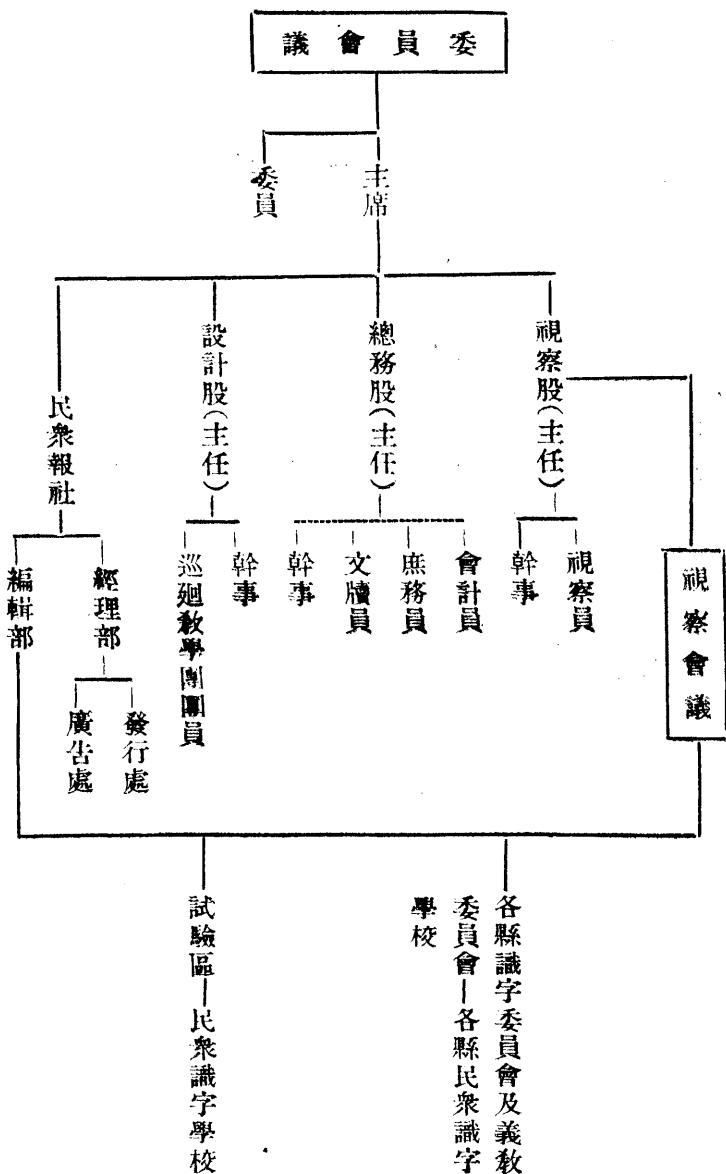 委員會議
主席
委員
視察股(主任)
總務股(主任)
設計股(主任)
民衆報社
視察會議
視察員
幹事
會計員
庶務員
文牘員
幹事
幹事
巡廻敎學團團員
經理部
編輯部
發行處
廣告處
各縣識字委員會及義敎
委員會—各縣民衆識字
學校
試驗區—民衆識字學校